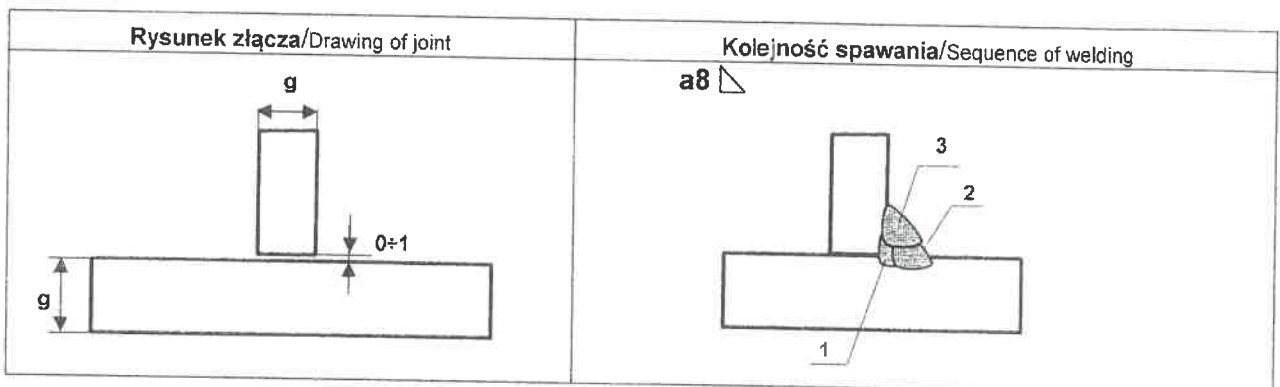 Rysunek złącza/Drawing of joint
Kolejność spawania/Sequence of welding
g
0÷1
g
a8
3
2
1